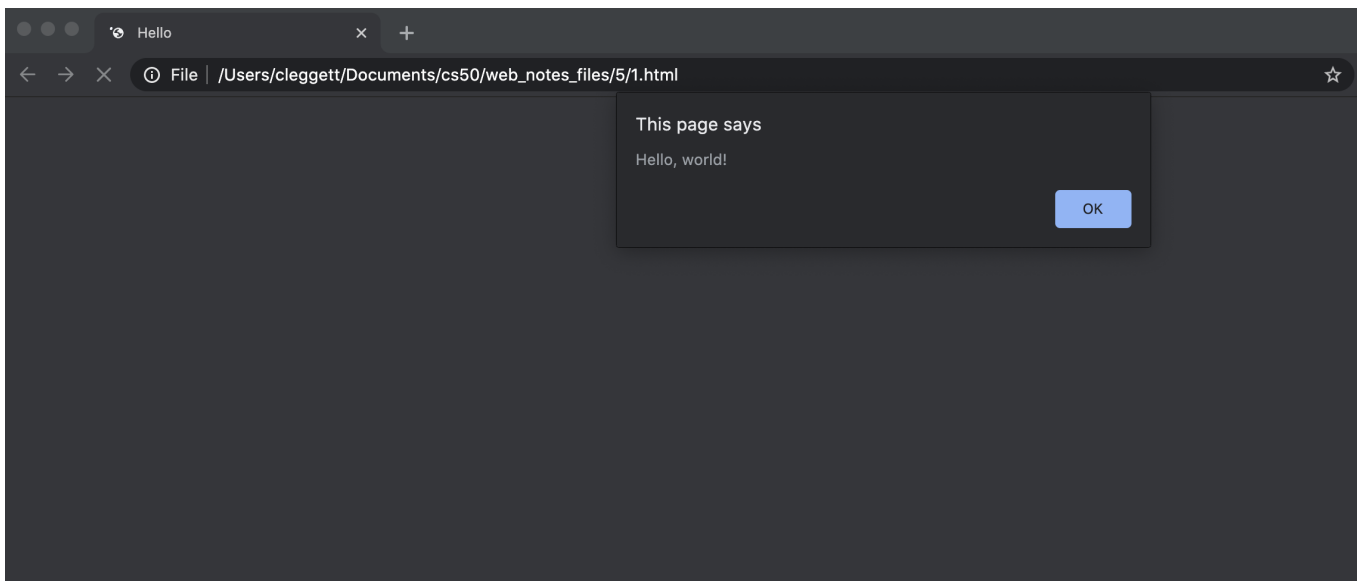 Hello
File /Users/cleggett/Documents/cs50/web_notes_files/5/1.html
This page says
Hello, world!
OK